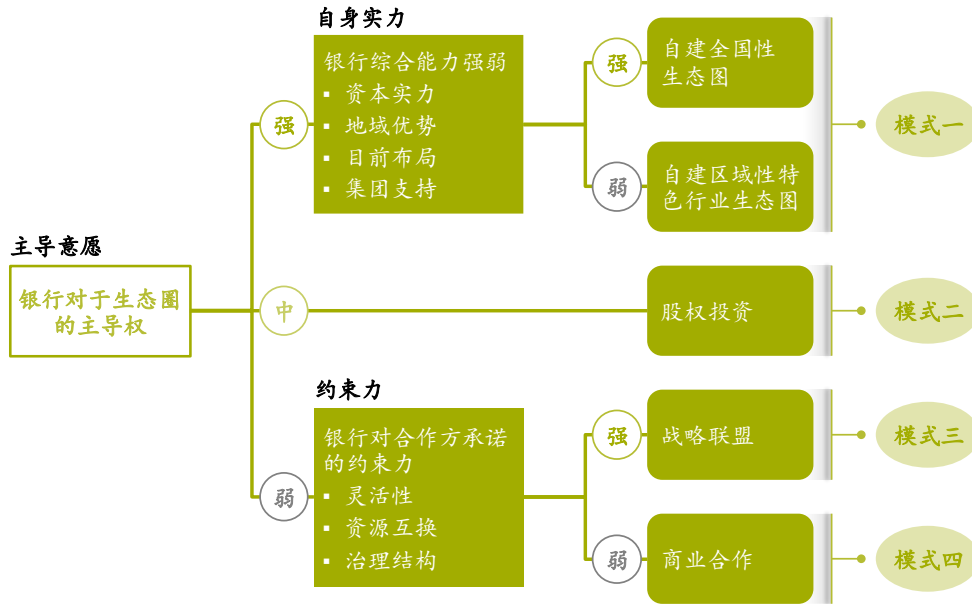 主导意愿
银行对于生态圈
的主导权
强
中
弱
自身实力
银行综合能力强弱
▪ 资本实力
▪ 地域优势
▪ 目前布局
▪ 集团支持
强
自建全国性
生态图
弱
自建区域性特
色行业生态图
模式一
股权投资
模式二
约束力
银行对合作方承诺
的约束力
▪ 灵活性
▪ 资源互换
▪ 治理结构
强
战略联盟
模式三
弱
商业合作
模式四